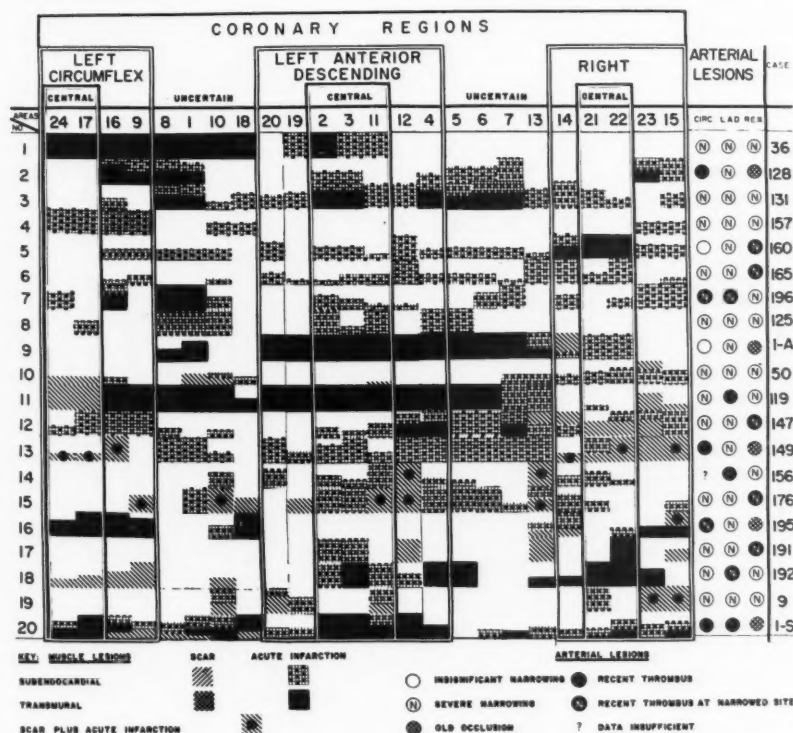 CORONARY REGIONS
LEFT CIRCUMFLEX
LEFT ANTERIOR DESCENDING
RIGHT
ARTERIAL LESIONS
CASE
CENTRAL UNCERTAIN CENTRAL UNCERTAIN CENTRAL
AREAS 24 17 16 9 8 1 10 18 20 19 2 3 11 12 4 5 6 7 13 14 21 22 23 15 CIRC LAD
NO.
1 N N N 36
2 N 128
3 N N N 131
4 N N N 157
5 N N 160
6 N N N 165
7 N N N 196
8 N N N 125
9 N 1-A
10 N N N 50
11 N N N 119
12 N N N 147
13 N 149
14 ? N N 156
15 N N N 176
16 N N 195
17 N N N 191
18 N N N 192
19 N N N 9
20 1-S
KEY: MUSCLE LESIONS SCAR ACUTE INFARCTION ARTERIAL LESIONS
SUBENDOCARDIAL INSIGNIFICANT NARROWING RECENT THROMBUS
TRANSMURAL N SEVERE NARROWING N RECENT THROMBUS AT NARROWED SITE
SCAR PLUS ACUTE INFARCTION OLD OCCLUSION ? DATA INSUFFICIENT